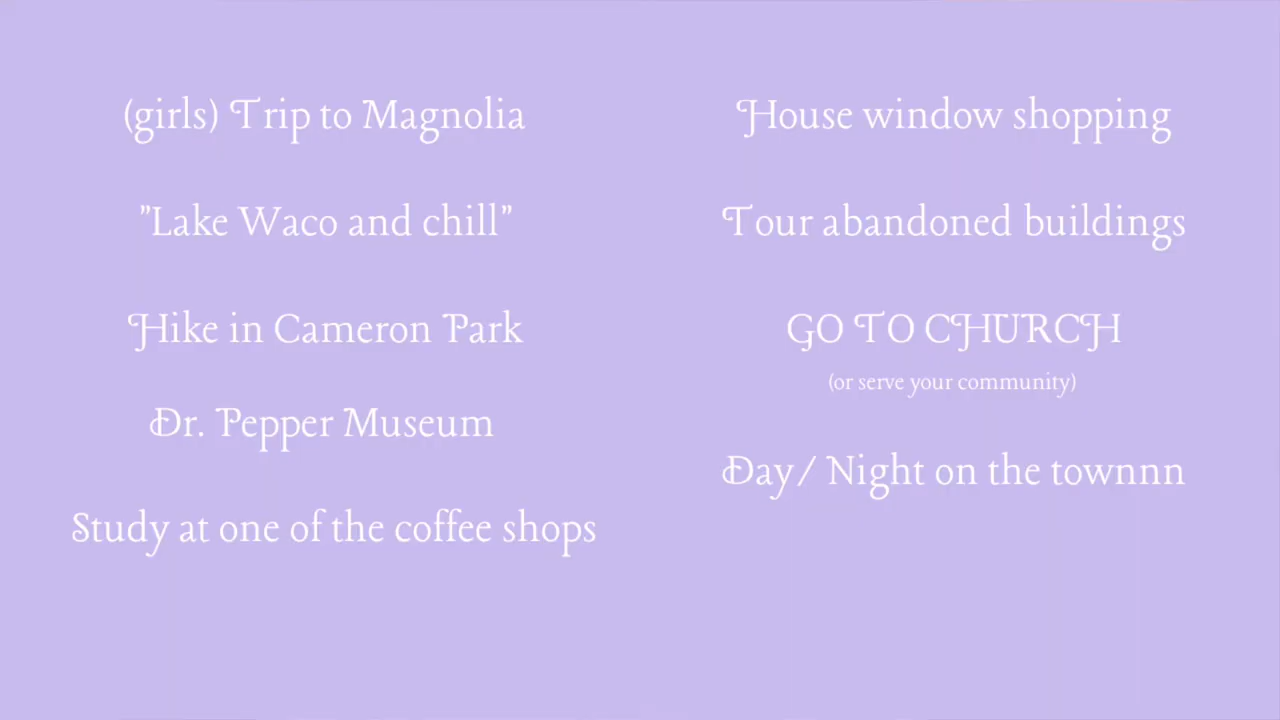 (girls) Trip to Magnolia
"Lake Waco and chill"
Hike in Cameron Park
Dr. Pepper Museum
Study at one of the coffee shops
House window shopping
Tour abandoned buildings
GO TO CHURCH
(or serve your community)
Day/ Night on the townnn